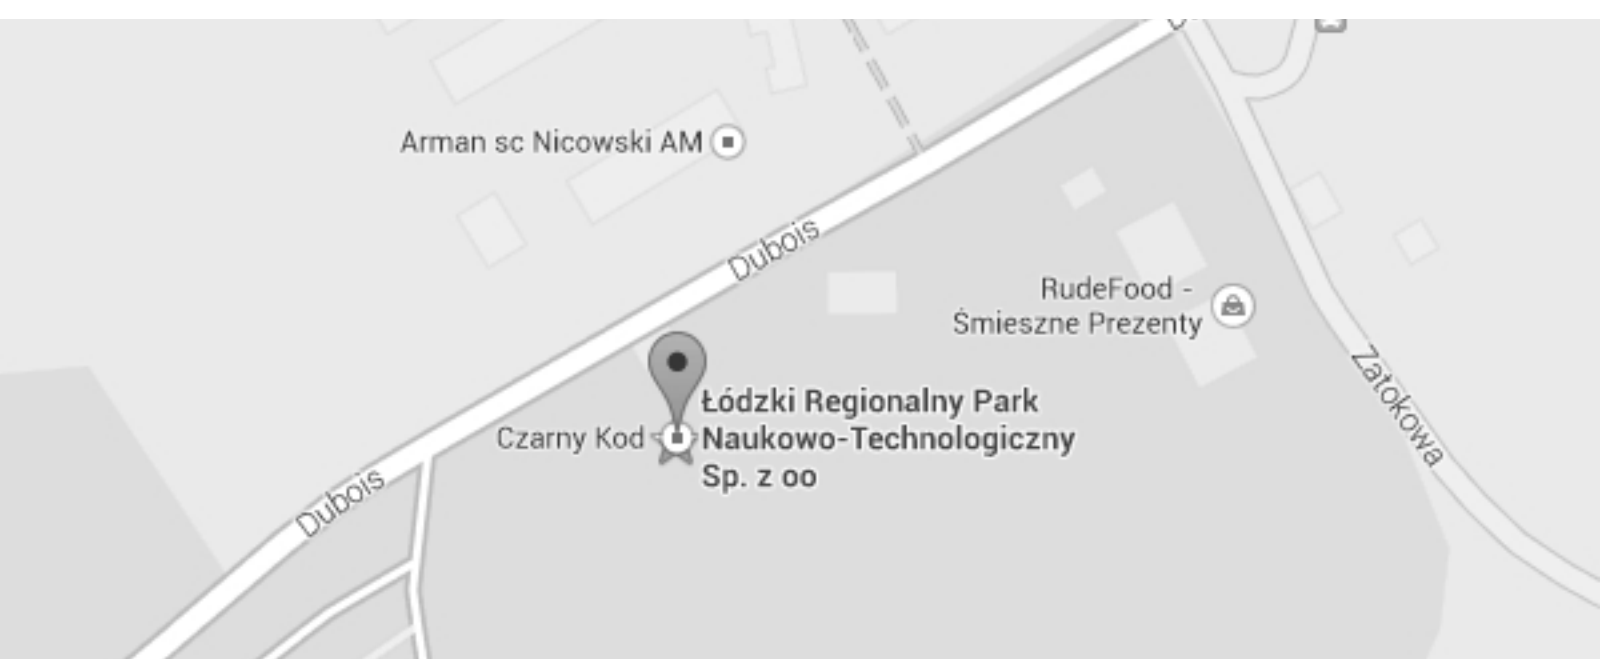 Arman sc Nicowski AM
Dubois
RudeFood -
Śmieszne Prezenty
Zatokowa
Łódzki Regionalny Park
Naukowo-Technologiczny
Sp. z oo
Czarny Kod
Dubois